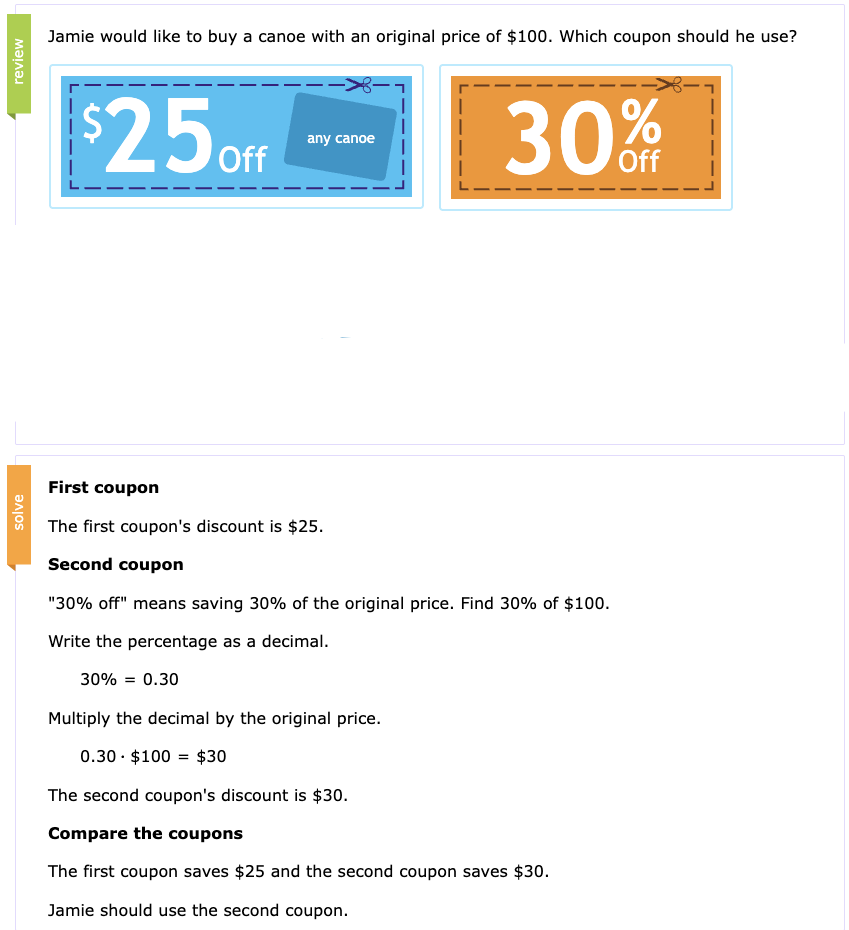 review
Jamie would like to buy a canoe with an original price of $100. Which coupon should he use?
$25 Off any canoe
30% Off
solve
First coupon
The first coupon's discount is $25.
Second coupon
"30% off" means saving 30% of the original price. Find 30% of $100.
Write the percentage as a decimal.
30% = 0.30
Multiply the decimal by the original price.
0.30 · $100 = $30
The second coupon's discount is $30.
Compare the coupons
The first coupon saves $25 and the second coupon saves $30.
Jamie should use the second coupon.